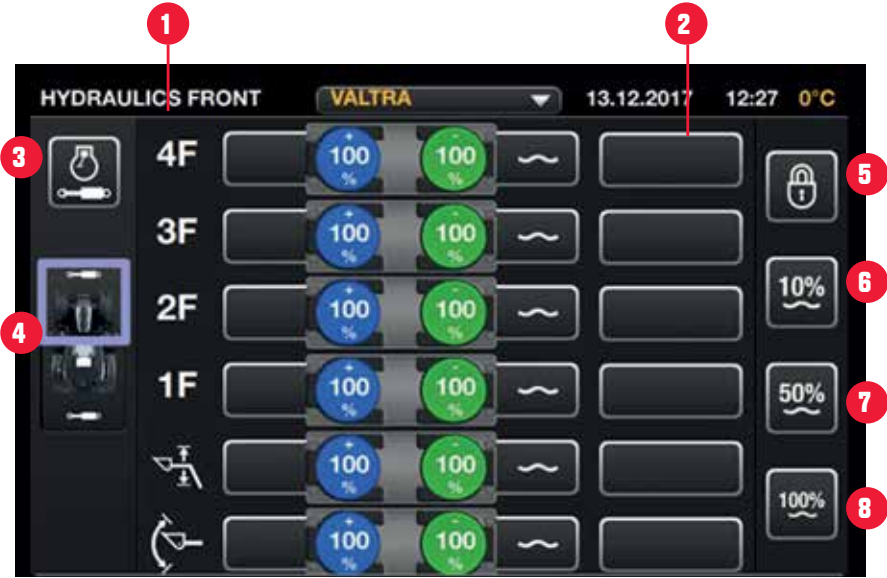 1 2
HYDRAULICS FRONT VALTRA 13.12.2017 12:27 0°C
3 4F + 100 % - 100 % 5
3F + 100 % - 100 %
10% 6
4 2F + 100 % - 100 %
1F + 100 % - 100 % 50% 7
+ 100 % - 100 %
100% 8
+ 100 % - 100 %